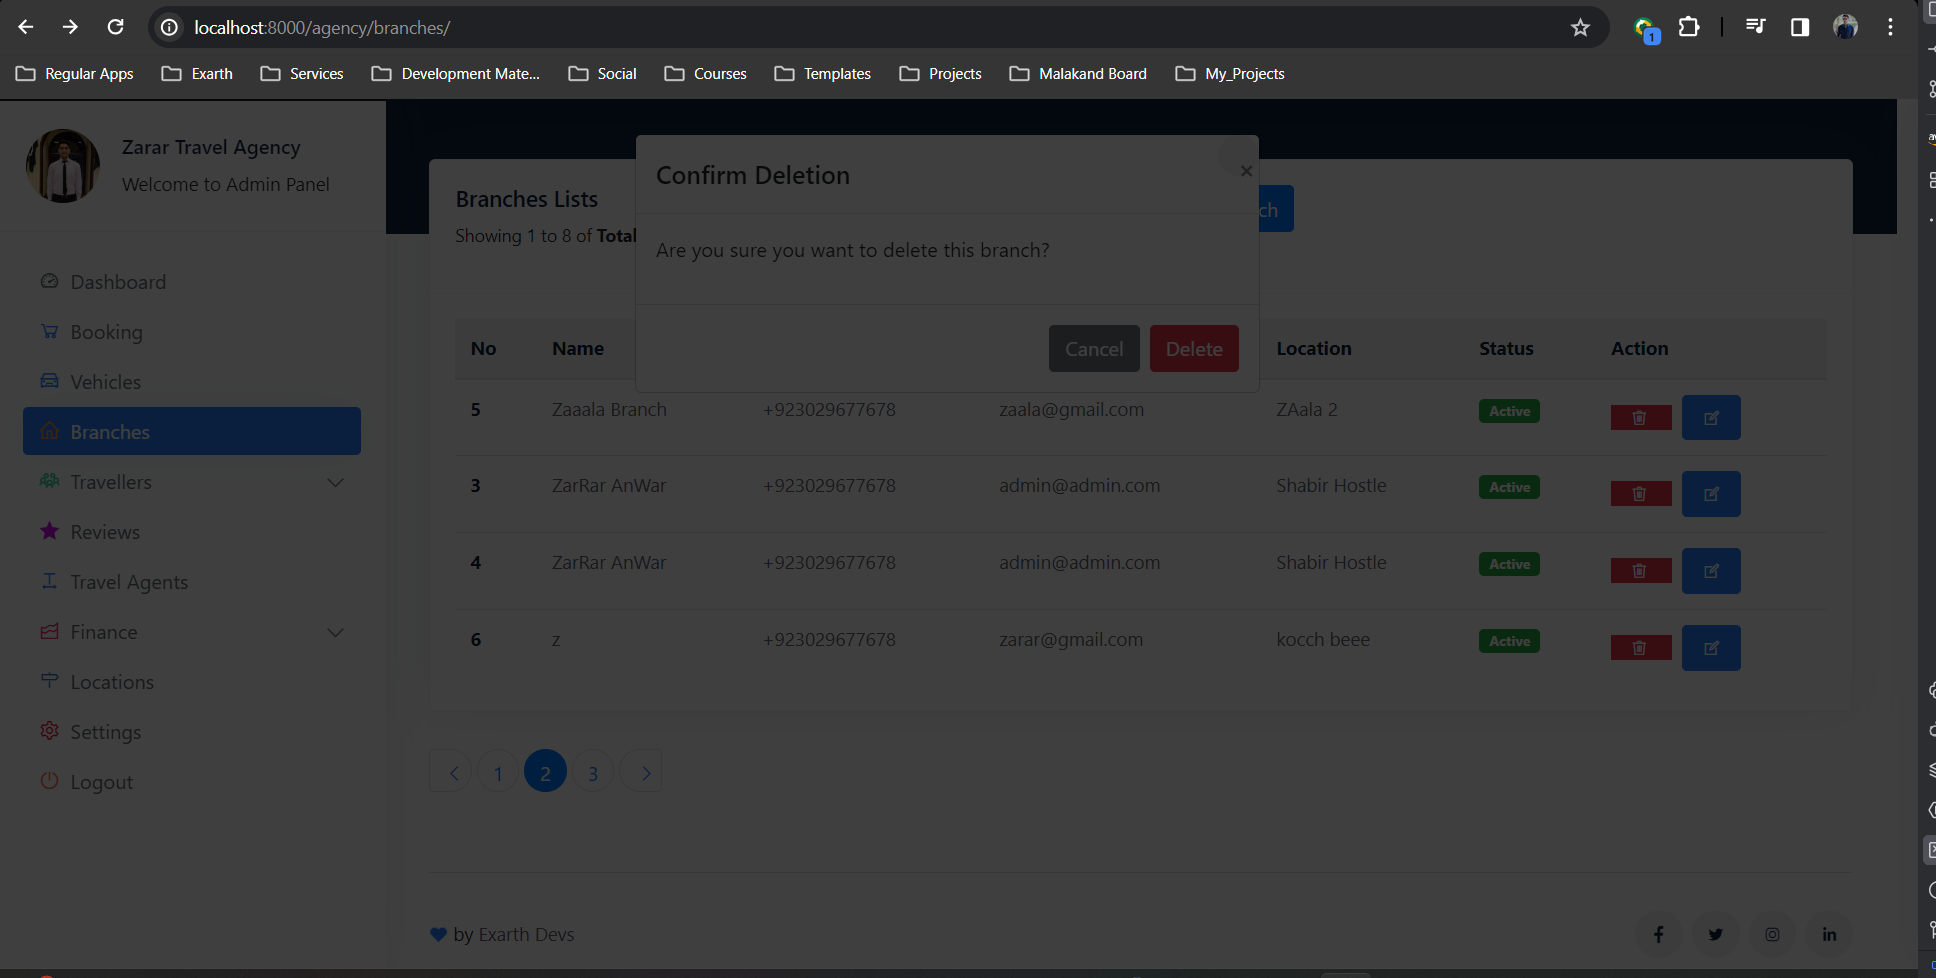 localhost:8000/agency/branches/
1
Regular Apps
Exarth
Services
Development Mate...
Social
Courses
Templates
Projects
Malakand Board
My_Projects
Zarar Travel Agency
Welcome to Admin Panel
Dashboard
Booking
Vehicles
Branches
Travellers
Reviews
Travel Agents
Finance
Locations
Settings
Logout
Branches Lists
Showing 1 to 8 of Total
ch
Confirm Deletion
×
Are you sure you want to delete this branch?
Cancel
Delete
No Name Location Status Action
5 Zaaala Branch +923029677678 zaala@gmail.com ZAala 2 Active
3 ZarRar AnWar +923029677678 admin@admin.com Shabir Hostle Active
4 ZarRar AnWar +923029677678 admin@admin.com Shabir Hostle Active
6 z +923029677678 zarar@gmail.com kocch beee Active
1 2 3
by Exarth Devs